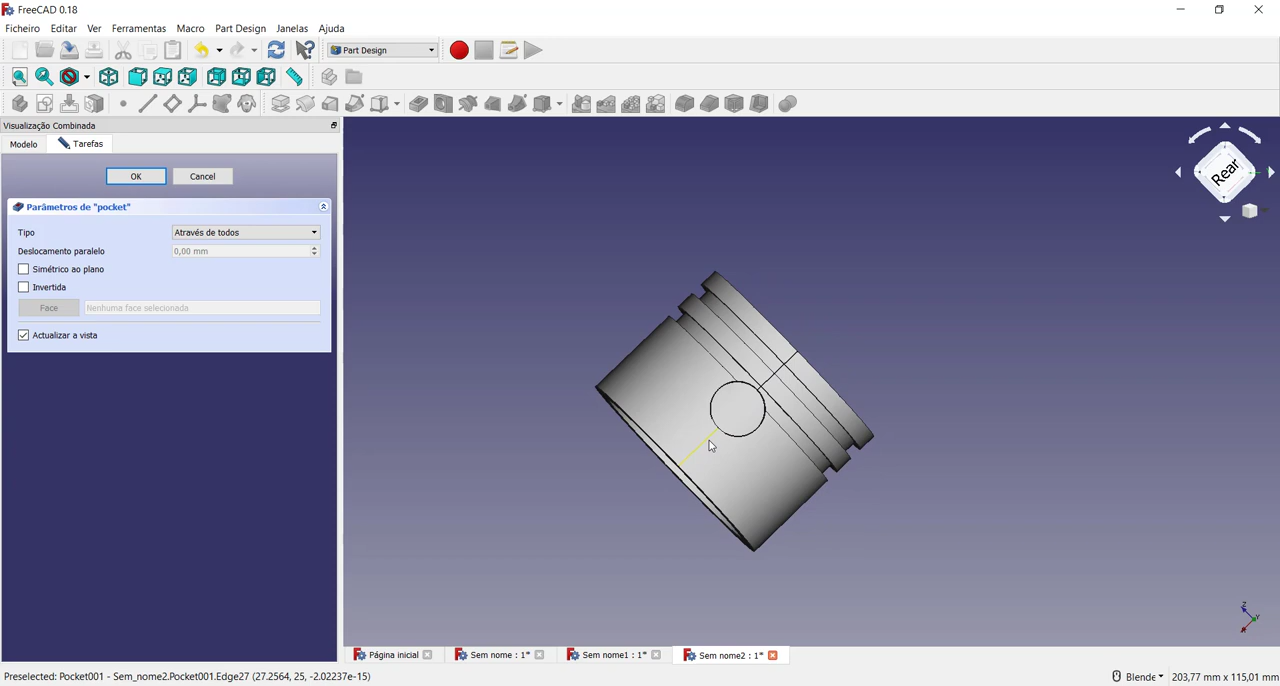 FreeCAD 0.18
Ficheiro Editar Ver Ferramentas Macro Part Design Janelas Ajuda
Part Design
Visualização Combinada
Modelo Tarefas
OK Cancel
Parâmetros de "pocket"
Tipo Através de todos
Deslocamento paralelo 0,00 mm
Simétrico ao plano
Invertida
Face Nenhuma face selecionada
Actualizar a vista
Rear
Z
Y
Página inicial Sem nome : 1* Sem nome1 : 1* Sem nome2 : 1*
Preselected: Pocket001 - Sem_nome2.Pocket001.Edge27 (27.2564, 25, -2.02237e-15) Blende 203,77 mm x 115,01 mm